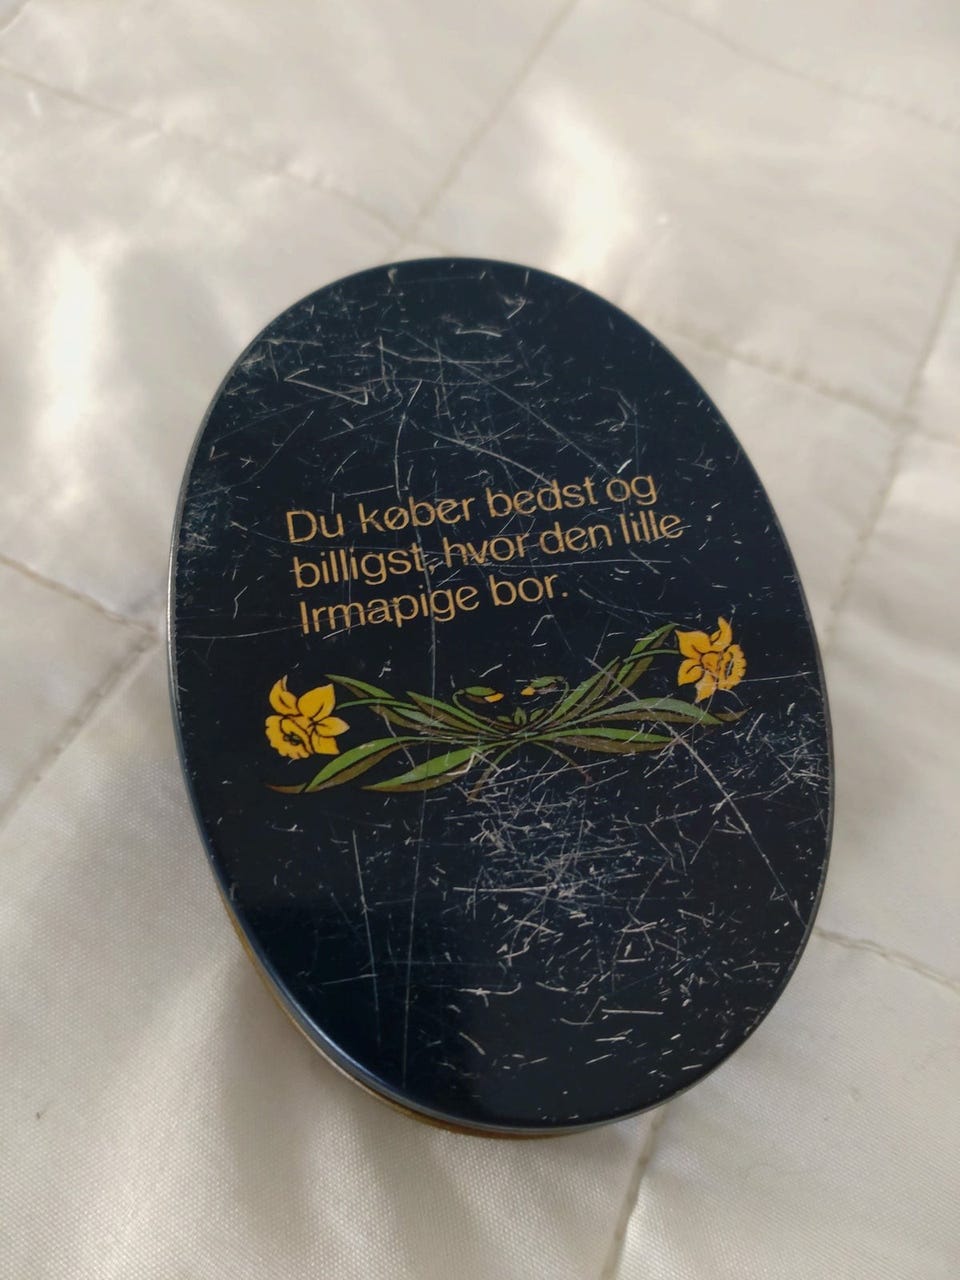 Du køber bedst og
billigst, hvor den lille
Irmapige bor.